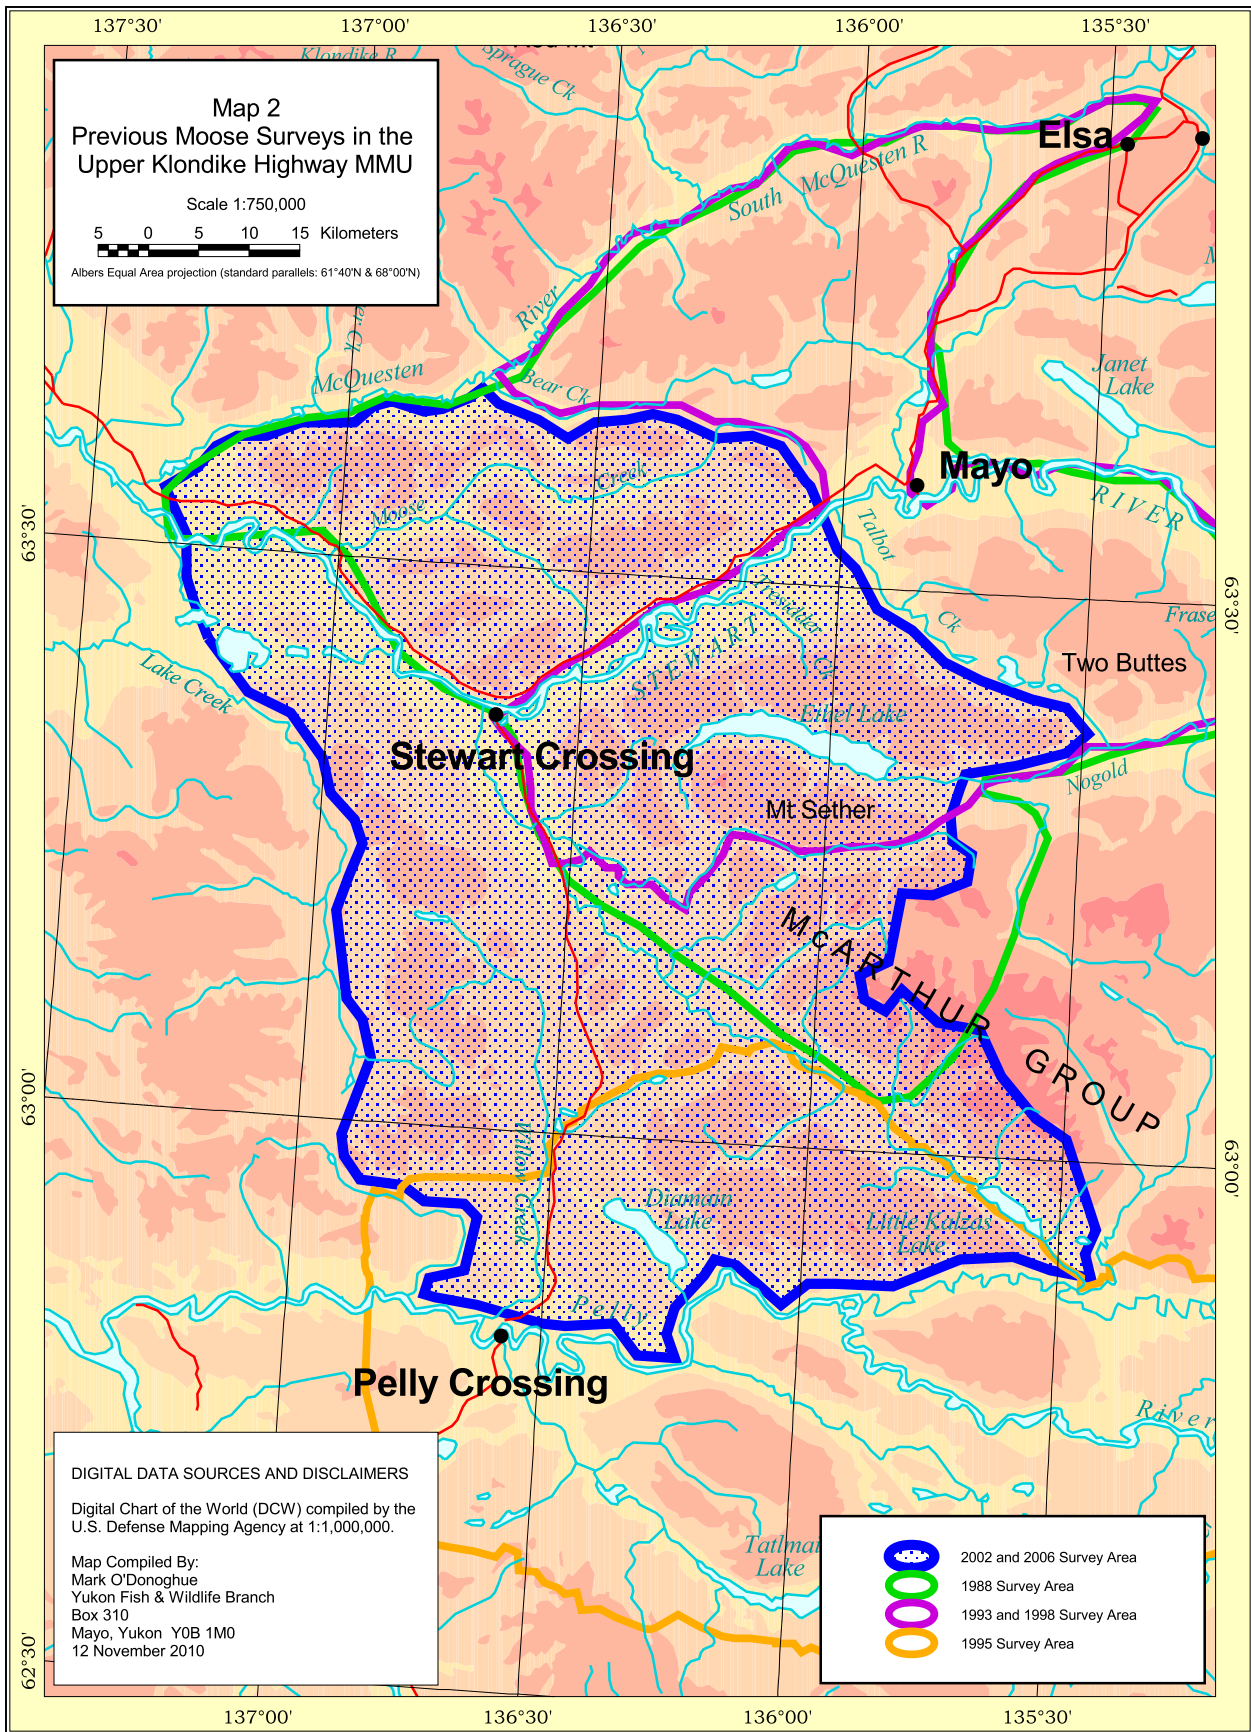 137°30'
137°00'
136°30'
136°00'
135°30'
Klondike R
Sprague Ck
Map 2
Previous Moose Surveys in the
Upper Klondike Highway MMU
Scale 1:750,000
5 0 5 10 15 Kilometers
Albers Equal Area projection (standard parallels: 61°40'N & 68°00'N)
Elsa
South McQuesten R
River
McQuesten
Bear Ck
Janet
Lake
Mayo
RIVER
Creek
Moose
Talbot
Ck
63°30'
63°30'
Tresidder
Ck
STEWART
Two Buttes
Lake Creek
Ethel Lake
Stewart Crossing
Nogold
Mt Sether
McARTHUR GROUP
63°00'
63°00'
Willow Creek
Diamain
Lake
Little Kalzas
Lake
Pelly
Pelly Crossing
River
DIGITAL DATA SOURCES AND DISCLAIMERS
Digital Chart of the World (DCW) compiled by the
U.S. Defense Mapping Agency at 1:1,000,000.
Map Compiled By:
Mark O'Donoghue
Yukon Fish & Wildlife Branch
Box 310
Mayo, Yukon Y0B 1M0
12 November 2010
Lake
2002 and 2006 Survey Area
1988 Survey Area
1993 and 1998 Survey Area
1995 Survey Area
62°30'
137°00'
136°30'
136°00'
135°30'